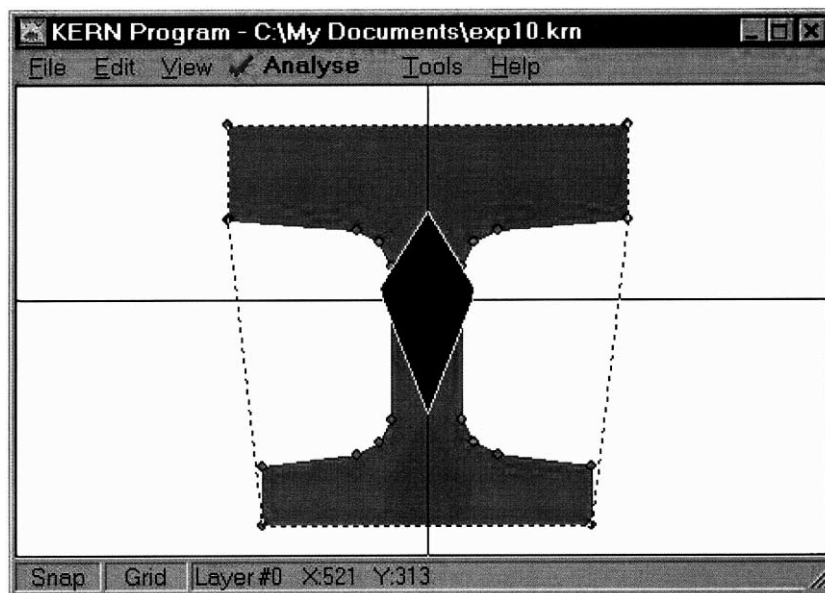 KERN Program - C:\My Documents\exp10.krn
File Edit View Analyse Tools Help
Snap Grid Layer #0 X:521 Y:313